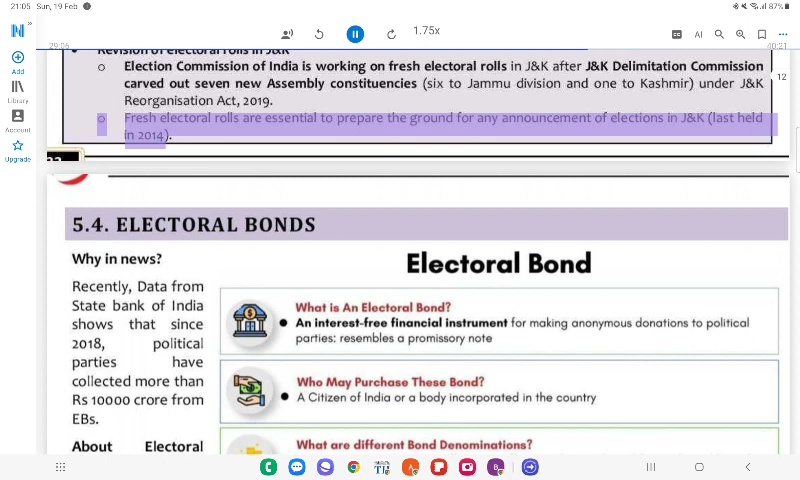 21:05 Sun, 19 Feb
87%
1.75x
29:06
40:21
AI
Add
Library
Account
Upgrade
Revision of electoral rolls in J&K
Election Commission of India is working on fresh electoral rolls in J&K after J&K Delimitation Commission
carved out seven new Assembly constituencies (six to Jammu division and one to Kashmir) under J&K
Reorganisation Act, 2019.
12
Fresh electoral rolls are essential to prepare the ground for any announcement of elections in J&K (last held
in 2014).
5.4. ELECTORAL BONDS
Why in news?
Recently, Data from
State bank of India
shows that since
2018, political
parties have
collected more than
Rs 10000 crore from
EBs.
About Electoral
Electoral Bond
What is An Electoral Bond?
An interest-free financial instrument for making anonymous donations to political
parties: resembles a promissory note
Who May Purchase These Bond?
A Citizen of India or a body incorporated in the country
What are different Bond Denominations?